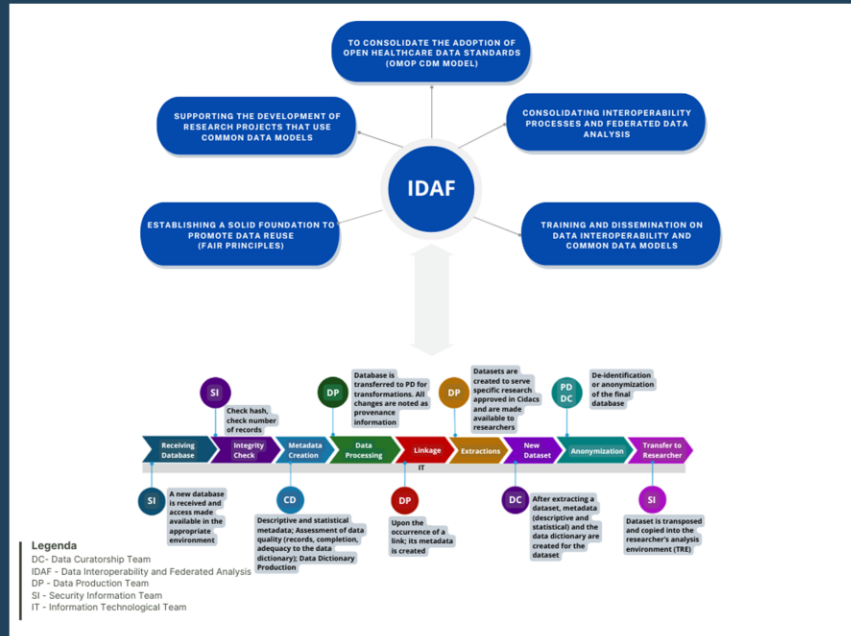 TO CONSOLIDATE THE ADOPTION OF
OPEN HEALTHCARE DATA STANDARDS
(OMOP CDM MODEL)
SUPPORTING THE DEVELOPMENT OF
RESEARCH PROJECTS THAT USE
COMMON DATA MODELS
CONSOLIDATING INTEROPERABILITY
PROCESSES AND FEDERATED DATA
ANALYSIS
IDAF
ESTABLISHING A SOLID FOUNDATION TO
PROMOTE DATA REUSE
(FAIR PRINCIPLES)
TRAINING AND DISSEMINATION ON
DATA INTEROPERABILITY AND
COMMON DATA MODELS
SI
Check hash,
check number
of records
DP
Database is
transferred to PD for
transformations. All
changes are noted as
provenance
information
DP
Datasets are
created to serve
specific research
approved in Cidacs
and are made
available to
researchers
PD
DC
De-identification
or anonymization
of the final
database
Receiving
Database
Integrity
Check
Metadata
Creation
Data
Processing
Linkage
Extractions
New
Dataset
Anonymization
Transfer to
Researcher
IT
SI
A new database
is received and
access made
available in the
appropriate
environment
CD
Descriptive and statistical
metadata; Assessment of data
quality (records, completion,
adequacy to the data
dictionary); Data Dictionary
Production
DP
Upon the
occurrence of a
link; its metadata
is created
DC
After extracting a
dataset, metadata
(descriptive and
statistical) and the
data dictionary are
created for the
dataset
SI
Dataset is transposed
and copied into the
researcher's analysis
environment (TRE)
Legenda
DC- Data Curatorship Team
IDAF - Data Interoperability and Federated Analysis
DP - Data Production Team
SI - Security Information Team
IT - Information Technological Team